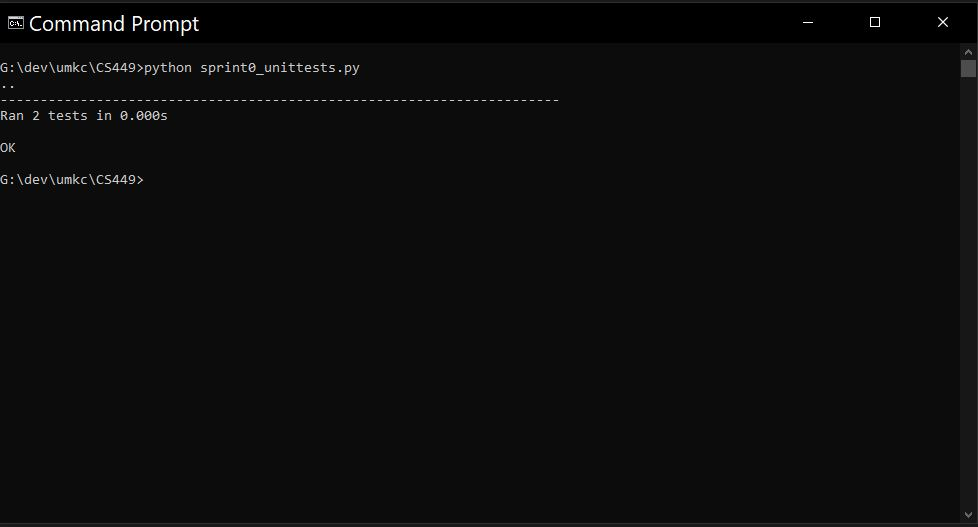 Command Prompt
G:\dev\umkc\CS449>python sprint0_unittests.py
..
----------------------------------------------------------------------
Ran 2 tests in 0.000s
OK
G:\dev\umkc\CS449>